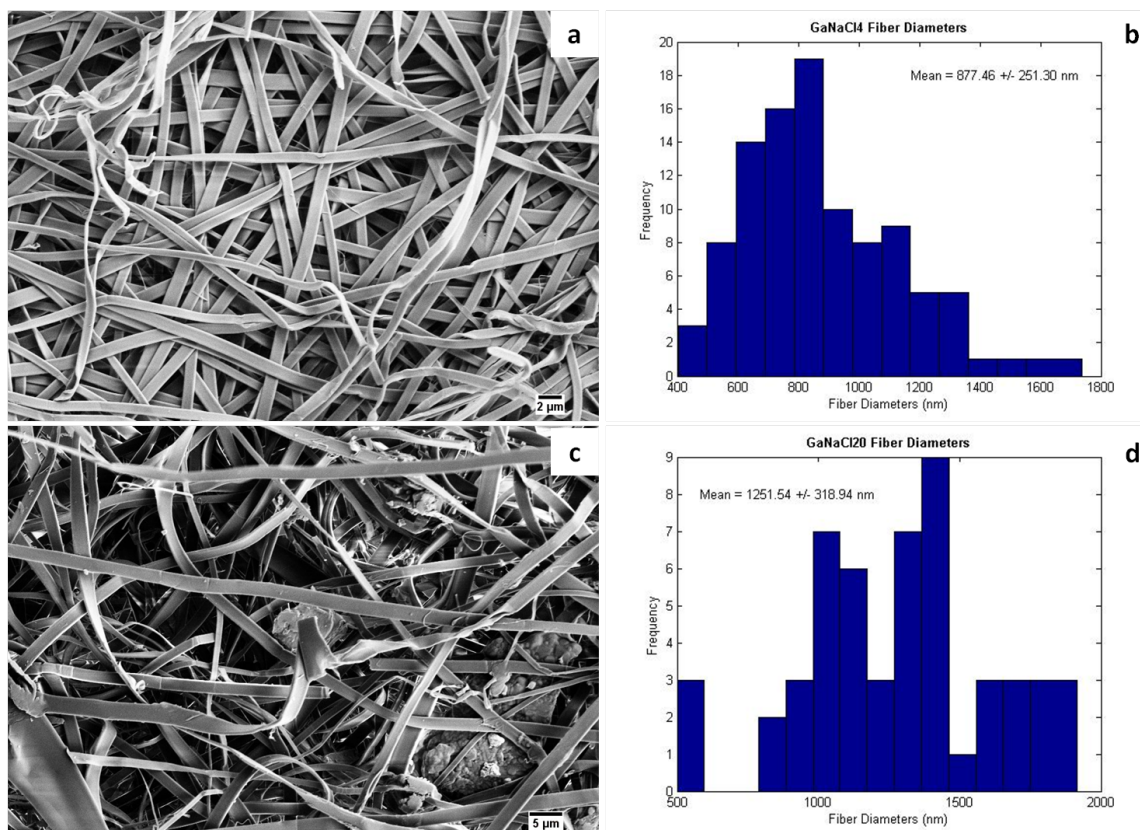 a
2 µm
GaNaCl4 Fiber Diameters
b
Mean = 877.46 +/- 251.30 nm
Frequency
20
18
16
14
12
10
8
6
4
2
0
400 600 800 1000 1200 1400 1600 1800
Fiber Diameters (nm)
c
5 µm
GaNaCl20 Fiber Diameters
d
Mean = 1251.54 +/- 318.94 nm
Frequency
9
8
7
6
5
4
3
2
1
0
500 1000 1500 2000
Fiber Diameters (nm)